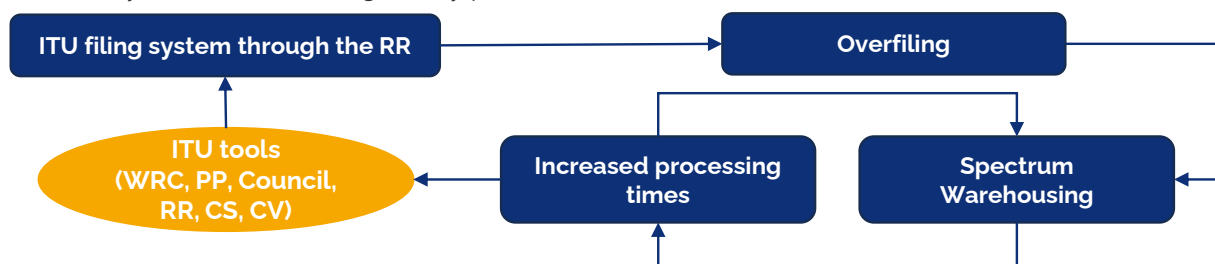 ITU filing system through the RR
Overfiling
ITU tools
(WRC, PP, Council,
RR, CS, CV)
Increased processing
times
Spectrum
Warehousing